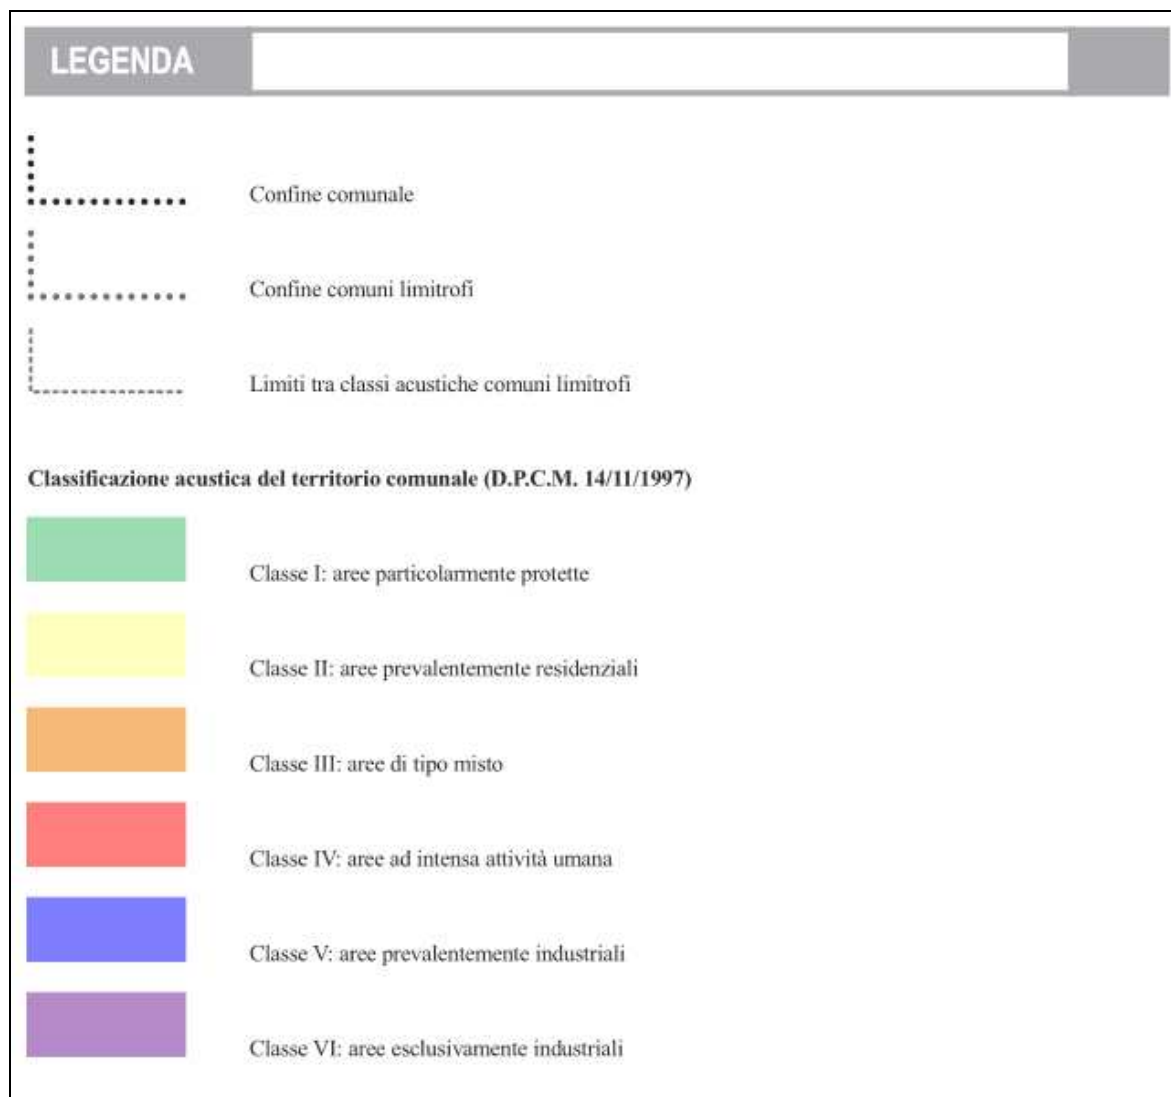 LEGENDA
Confine comunale
Confine comuni limitrofi
Limiti tra classi acustiche comuni limitrofi
Classificazione acustica del territorio comunale (D.P.C.M. 14/11/1997)
Classe I: aree particolarmente protette
Classe II: aree prevalentemente residenziali
Classe III: aree di tipo misto
Classe IV: aree ad intensa attività umana
Classe V: aree prevalentemente industriali
Classe VI: aree esclusivamente industriali